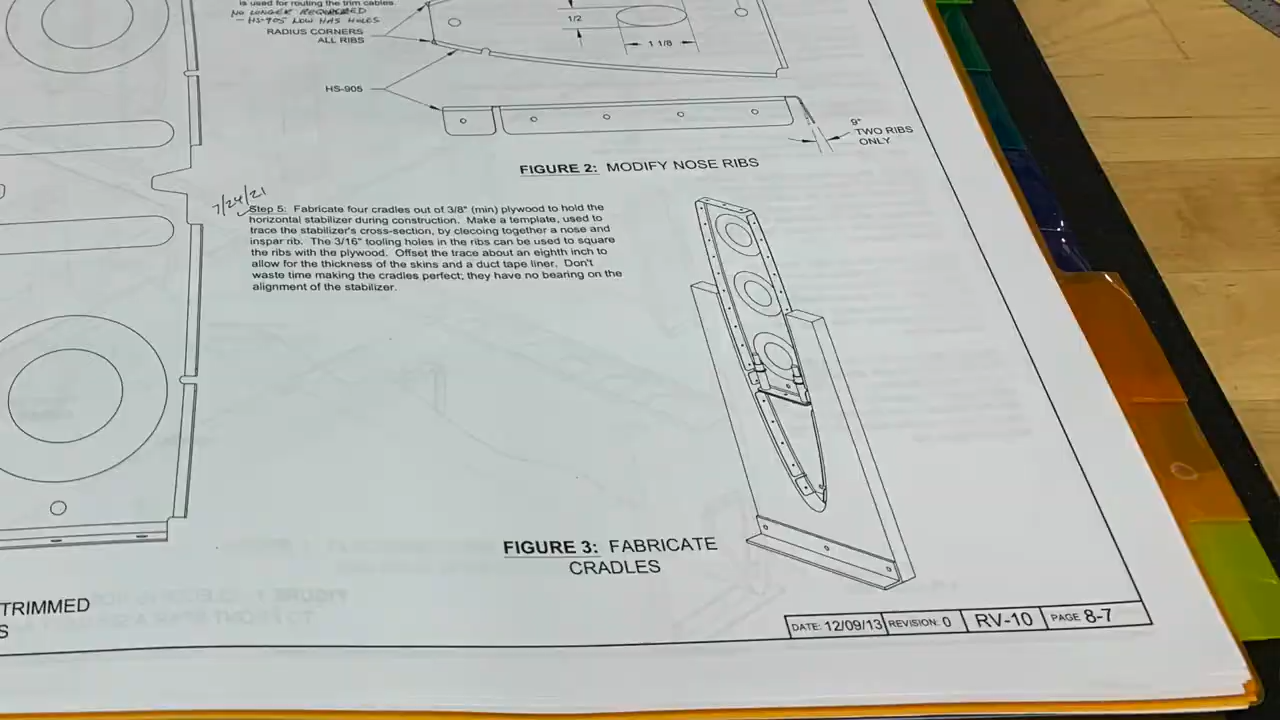 is used for routing the trim cables
NO LONGER REQUIRED
- HS-905 NOW HAS HOLES
RADIUS CORNERS
ALL RIBS
1/2
1 1/8
HS-905
9°
TWO RIBS
ONLY
FIGURE 2: MODIFY NOSE RIBS
7/24/21
Step 5: Fabricate four cradles out of 3/8" (min) plywood to hold the
horizontal stabilizer during construction. Make a template, used to
trace the stabilizer's cross-section, by clecoing together a nose and
inspar rib. The 3/16" tooling holes in the ribs can be used to square
the ribs with the plywood. Offset the trace about an eighth inch to
allow for the thickness of the skins and a duct tape liner. Don't
waste time making the cradles perfect; they have no bearing on the
alignment of the stabilizer.
FIGURE 3: FABRICATE
CRADLES
TRIMMED
S
DATE: 12/09/13 REVISION: 0 RV-10 PAGE 8-7